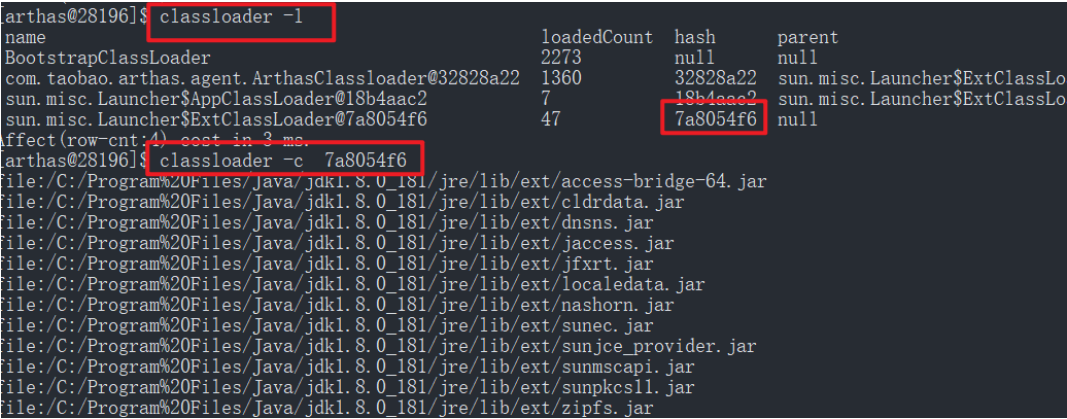 [arthas@28196]$ classloader -l
name loadedCount hash parent
BootstrapClassLoader 2273 null null
com.taobao.arthas.agent.ArthasClassloader@32828a22 1360 32828a22 sun.misc.Launcher$ExtClassLo
sun.misc.Launcher$AppClassLoader@18b4aac2 7 18b4aac2 sun.misc.Launcher$ExtClassLo
sun.misc.Launcher$ExtClassLoader@7a8054f6 47 7a8054f6 null
Affect(row-cnt:4) cost in 3 ms.
[arthas@28196]$ classloader -c 7a8054f6
file:/C:/Program%20Files/Java/jdk1.8.0_181/jre/lib/ext/access-bridge-64.jar
file:/C:/Program%20Files/Java/jdk1.8.0_181/jre/lib/ext/cldrdata.jar
file:/C:/Program%20Files/Java/jdk1.8.0_181/jre/lib/ext/dnsns.jar
file:/C:/Program%20Files/Java/jdk1.8.0_181/jre/lib/ext/jaccess.jar
file:/C:/Program%20Files/Java/jdk1.8.0_181/jre/lib/ext/jfxrt.jar
file:/C:/Program%20Files/Java/jdk1.8.0_181/jre/lib/ext/localedata.jar
file:/C:/Program%20Files/Java/jdk1.8.0_181/jre/lib/ext/nashorn.jar
file:/C:/Program%20Files/Java/jdk1.8.0_181/jre/lib/ext/sunec.jar
file:/C:/Program%20Files/Java/jdk1.8.0_181/jre/lib/ext/sunjce_provider.jar
file:/C:/Program%20Files/Java/jdk1.8.0_181/jre/lib/ext/sunmscapi.jar
file:/C:/Program%20Files/Java/jdk1.8.0_181/jre/lib/ext/sunpkcs11.jar
file:/C:/Program%20Files/Java/jdk1.8.0_181/jre/lib/ext/zipfs.jar